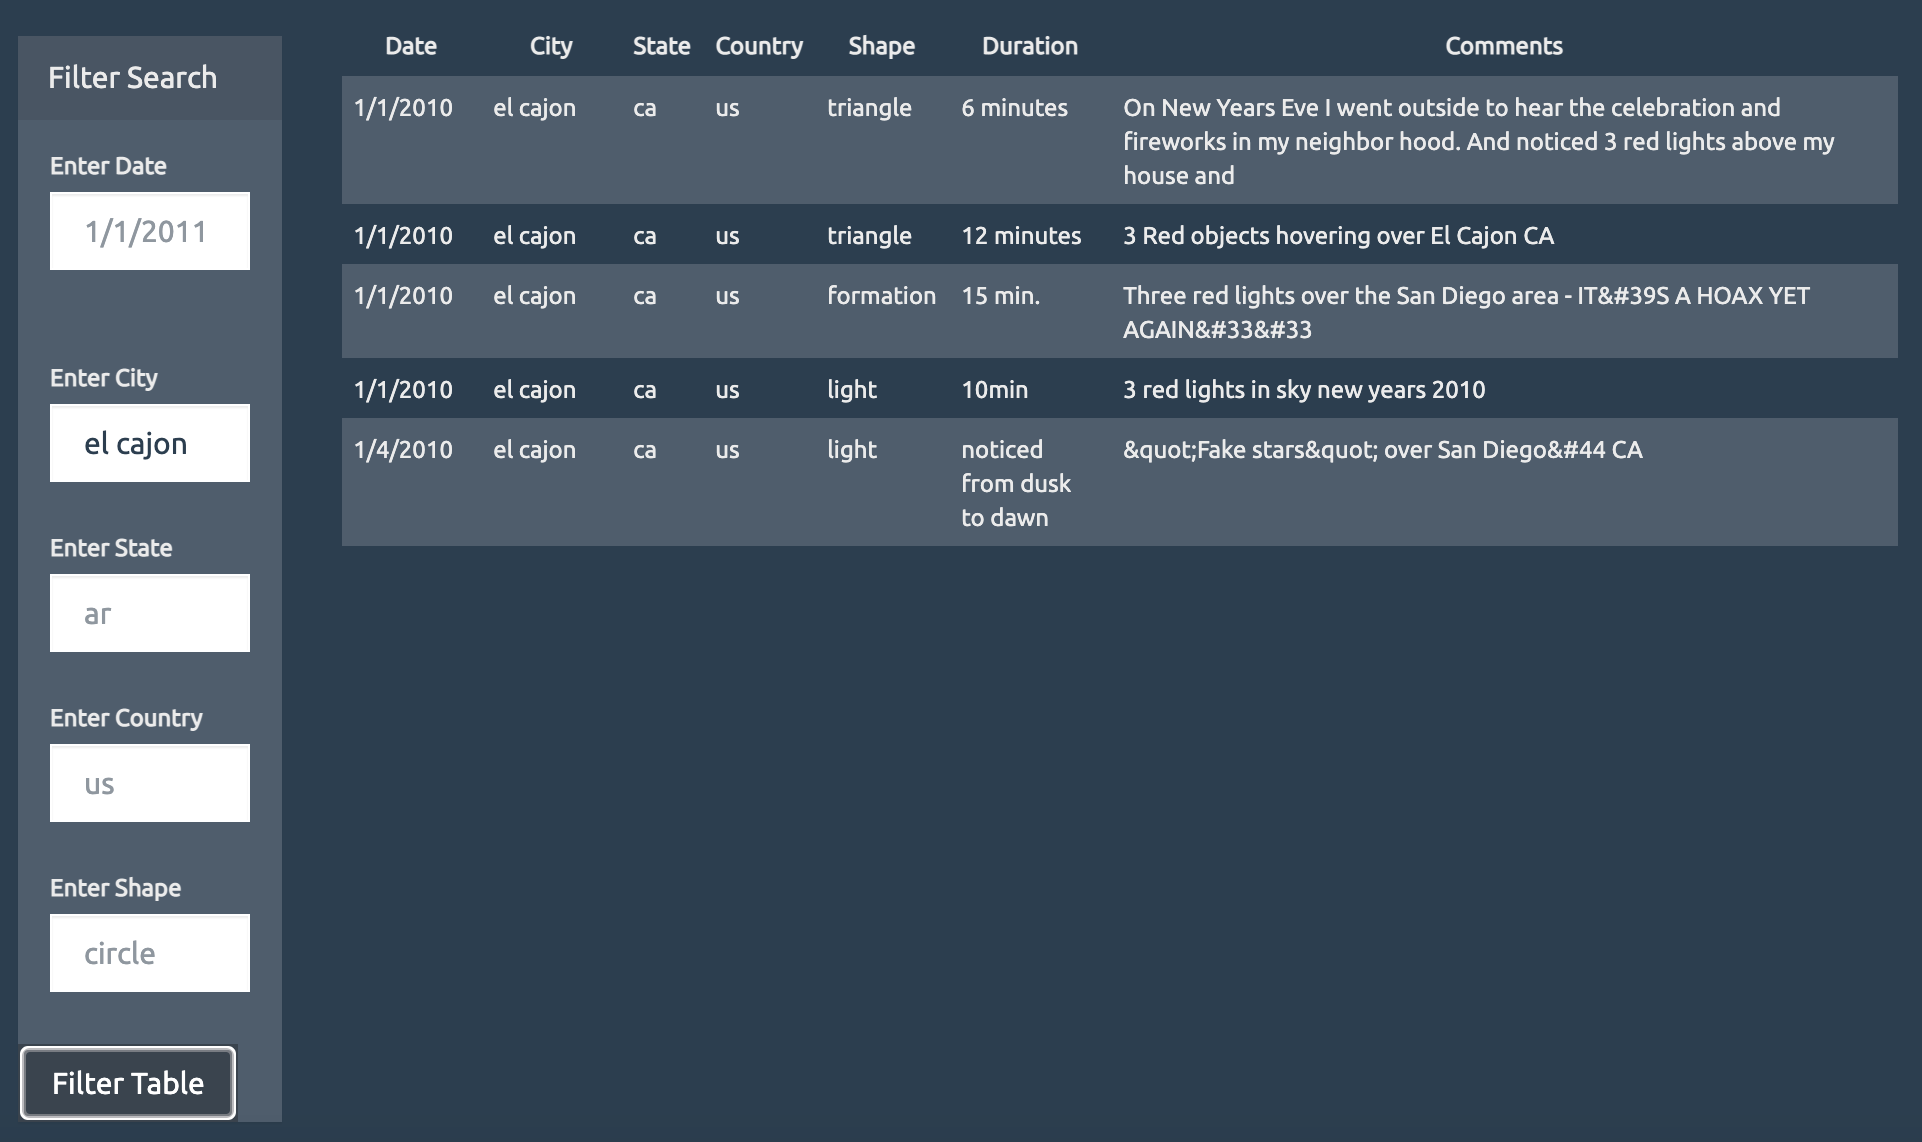 Filter Search
Enter Date
1/1/2011
Enter City
el cajon
Enter State
ar
Enter Country
us
Enter Shape
circle
Filter Table
Date City State Country Shape Duration Comments
1/1/2010 el cajon ca us triangle 6 minutes On New Years Eve I went outside to hear the celebration and
fireworks in my neighbor hood. And noticed 3 red lights above my
house and
1/1/2010 el cajon ca us triangle 12 minutes 3 Red objects hovering over El Cajon CA
1/1/2010 el cajon ca us formation 15 min. Three red lights over the San Diego area - IT&#39S A HOAX YET
AGAIN&#33&#33
1/1/2010 el cajon ca us light 10min 3 red lights in sky new years 2010
1/4/2010 el cajon ca us light noticed &quot;Fake stars&quot; over San Diego&#44 CA
from dusk
to dawn